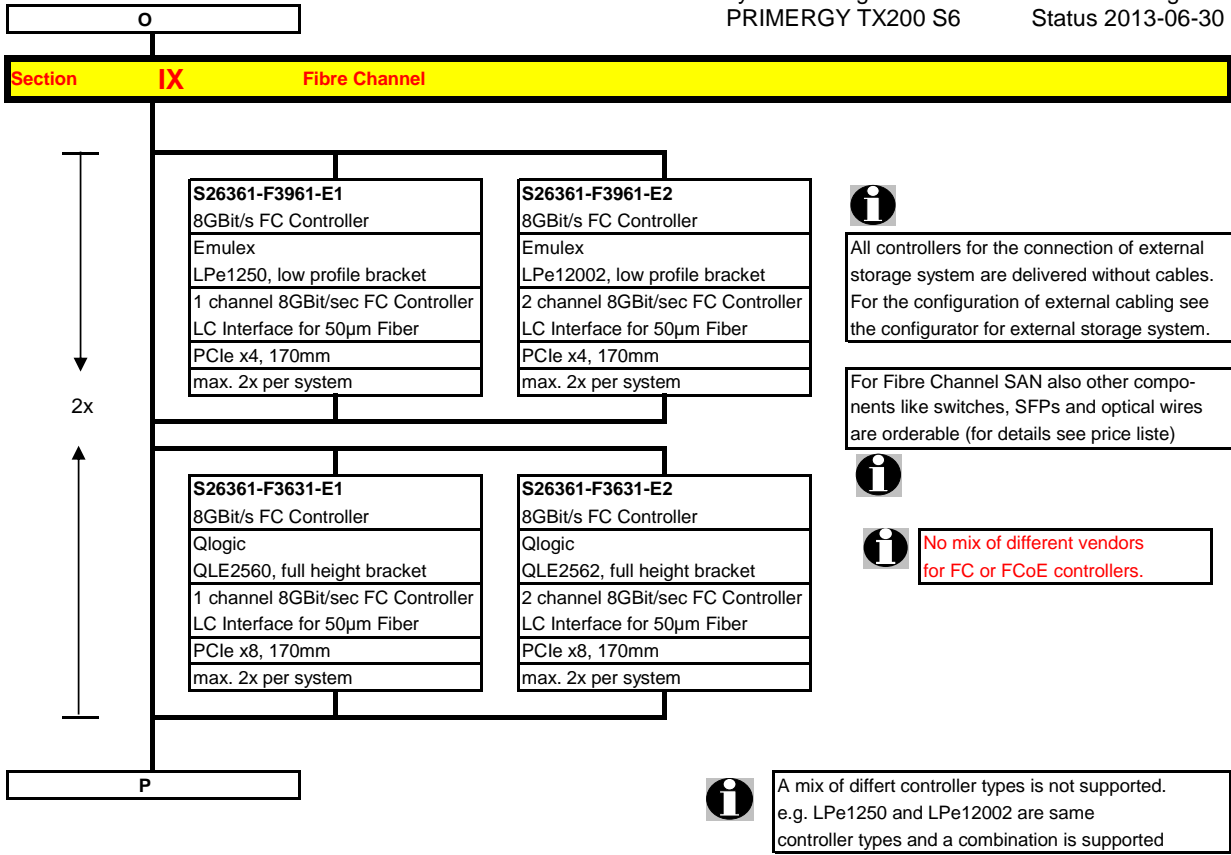 PRIMERGY TX200 S6 Status 2013-06-30
O
Section IX Fibre Channel
S26361-F3961-E1
8GBit/s FC Controller
Emulex
LPe1250, low profile bracket
1 channel 8GBit/sec FC Controller
LC Interface for 50µm Fiber
PCIe x4, 170mm
max. 2x per system
S26361-F3961-E2
8GBit/s FC Controller
Emulex
LPe12002, low profile bracket
2 channel 8GBit/sec FC Controller
LC Interface for 50µm Fiber
PCIe x4, 170mm
max. 2x per system
All controllers for the connection of external
storage system are delivered without cables.
For the configuration of external cabling see
the configurator for external storage system.
For Fibre Channel SAN also other compo-
nents like switches, SFPs and optical wires
are orderable (for details see price liste)
2x
S26361-F3631-E1
8GBit/s FC Controller
Qlogic
QLE2560, full height bracket
1 channel 8GBit/sec FC Controller
LC Interface for 50µm Fiber
PCIe x8, 170mm
max. 2x per system
S26361-F3631-E2
8GBit/s FC Controller
Qlogic
QLE2562, full height bracket
2 channel 8GBit/sec FC Controller
LC Interface for 50µm Fiber
PCIe x8, 170mm
max. 2x per system
No mix of different vendors
for FC or FCoE controllers.
P
A mix of differt controller types is not supported.
e.g. LPe1250 and LPe12002 are same
controller types and a combination is supported